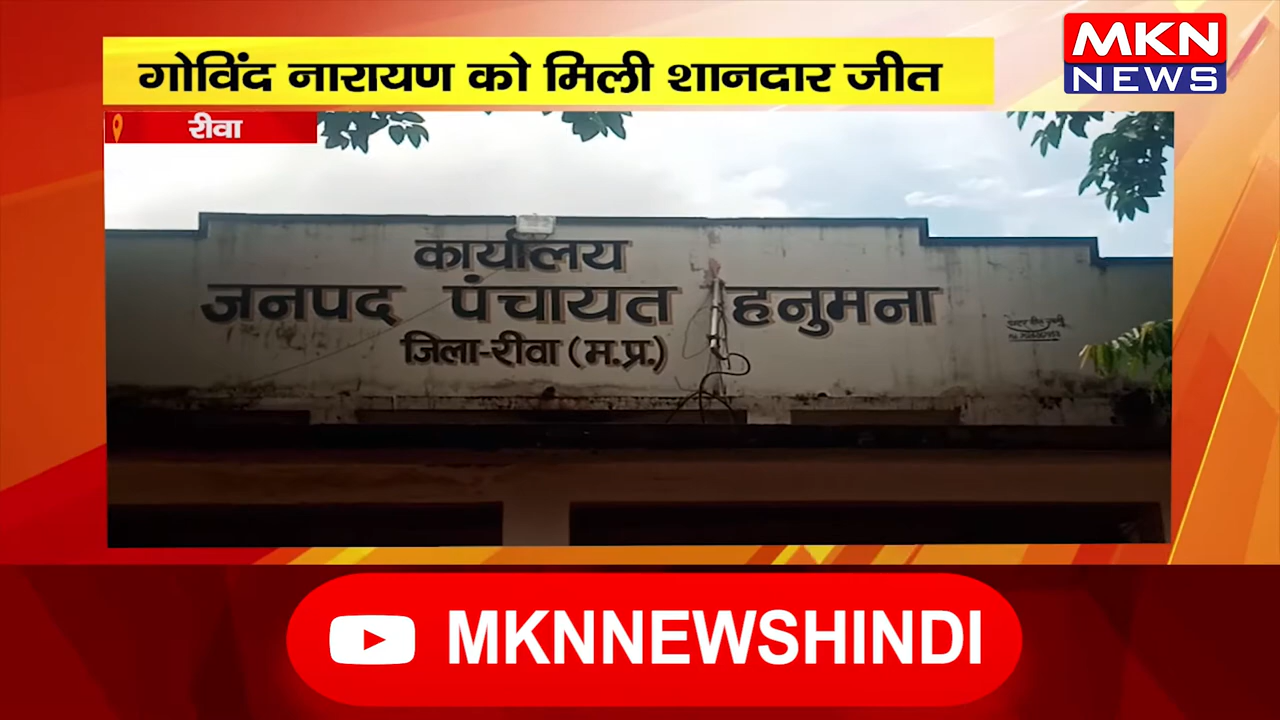 गोविंद नारायण को मिली शानदार जीत
MKN
NEWS
रीवा
कार्यालय
जनपद पंचायत हनुमना
जिला-रीवा (म.प्र.)
MKNNEWSHINDI